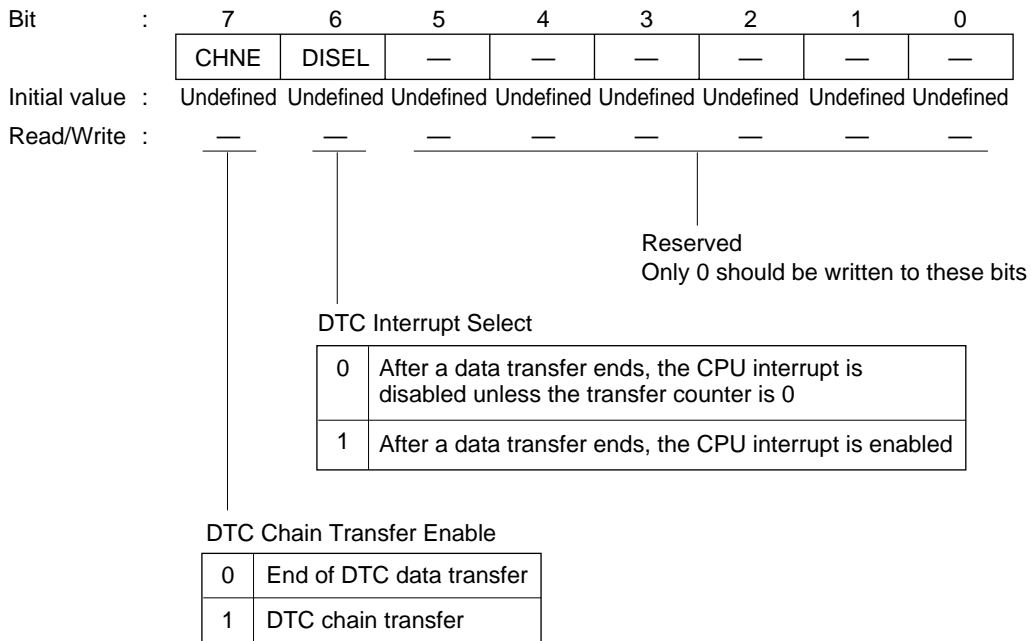 Bit : 7 6 5 4 3 2 1 0
CHNE DISEL — — — — — —
Initial value : Undefined Undefined Undefined Undefined Undefined Undefined Undefined Undefined
Read/Write : — — — — — — — —
Reserved
Only 0 should be written to these bits
DTC Interrupt Select
0 After a data transfer ends, the CPU interrupt is
disabled unless the transfer counter is 0
1 After a data transfer ends, the CPU interrupt is enabled
DTC Chain Transfer Enable
0 End of DTC data transfer
1 DTC chain transfer